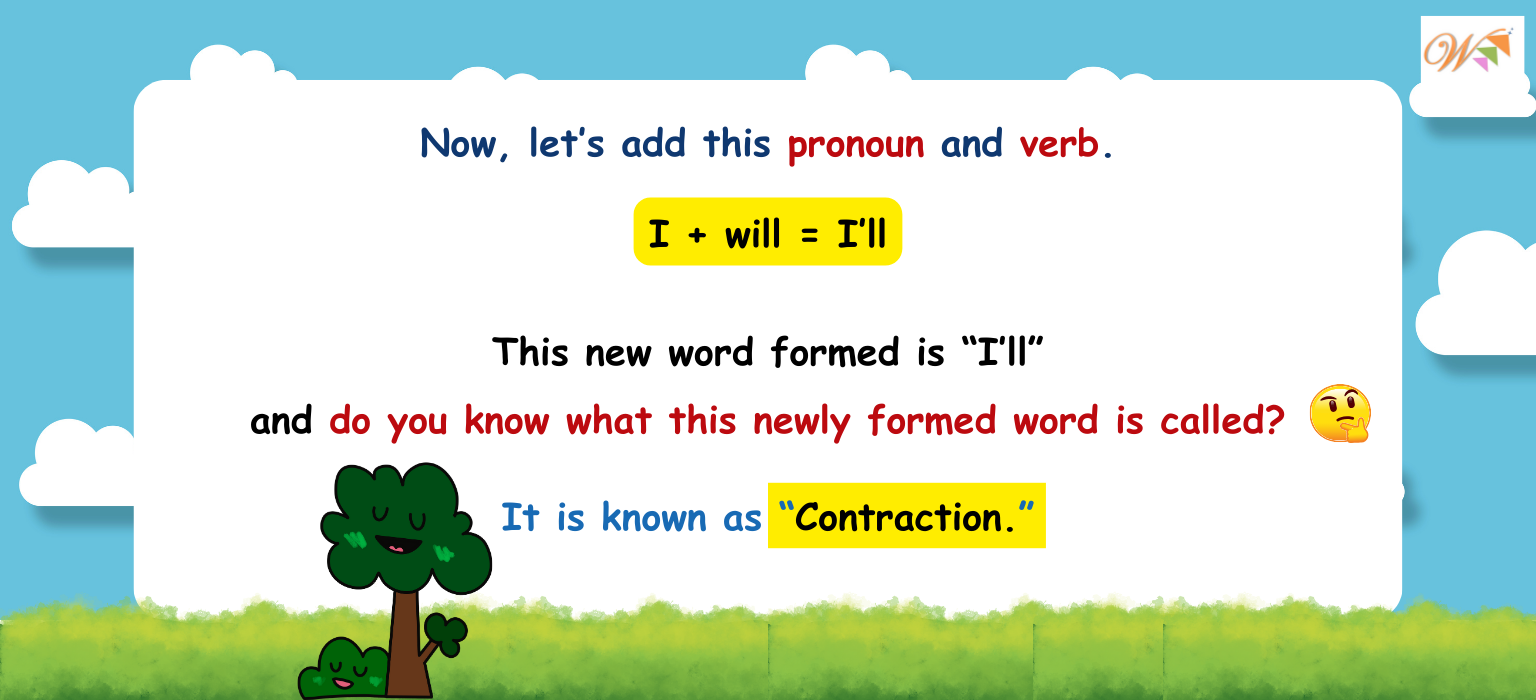 W
Now, let’s add this pronoun and verb.
I + will = I’ll
This new word formed is “I’ll”
and do you know what this newly formed word is called?
It is known as “Contraction.”